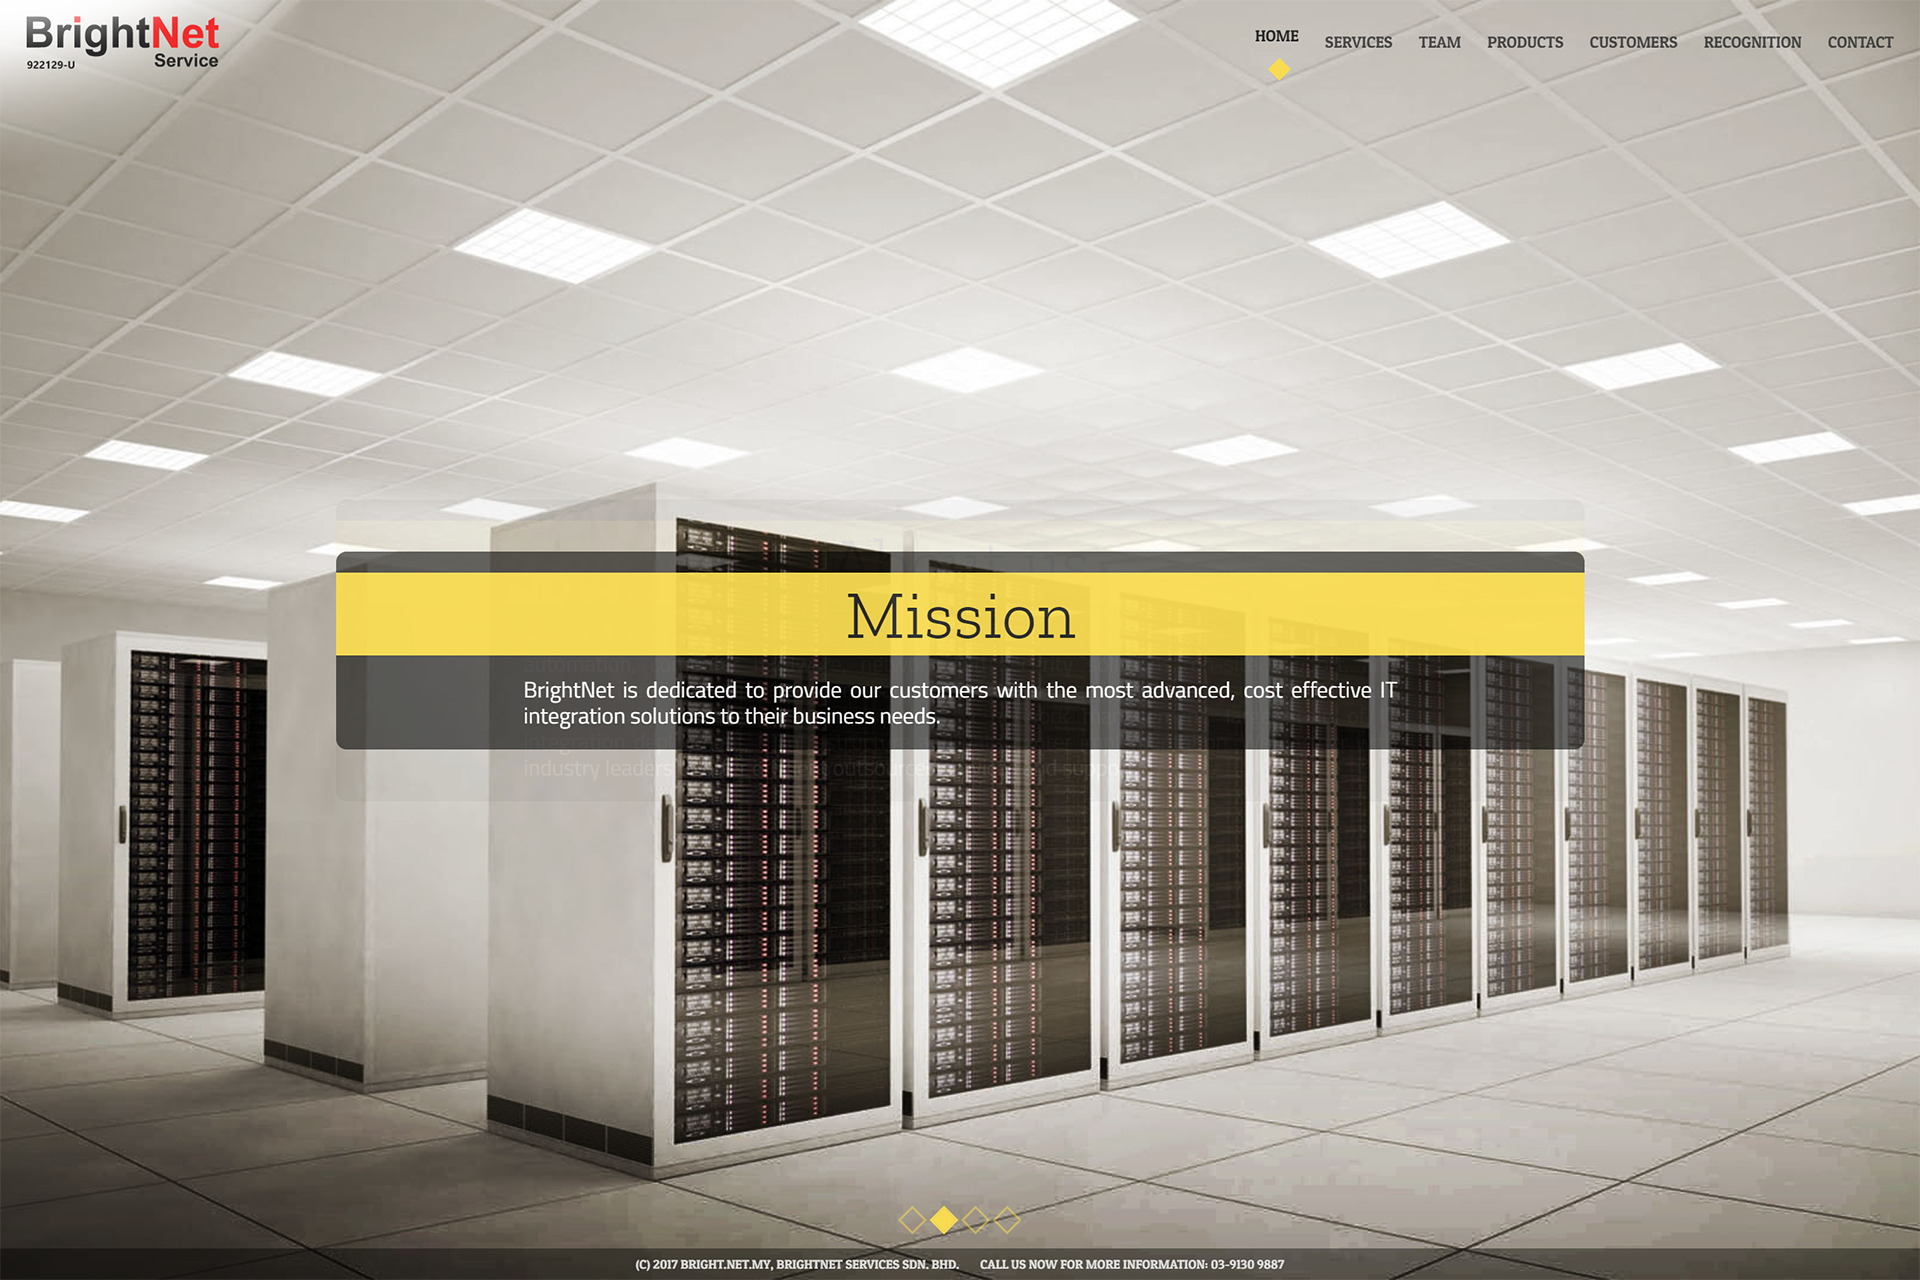 BrightNet
Service
922129-U
HOME
SERVICES
TEAM
PRODUCTS
CUSTOMERS
RECOGNITION
CONTACT
Mission
BrightNet is dedicated to provide our customers with the most advanced, cost effective IT
integration solutions to their business needs.
industry leaders
(C) 2017 BRIGHT.NET.MY, BRIGHTNET SERVICES SDN. BHD. CALL US NOW FOR MORE INFORMATION: 03-9130 9887